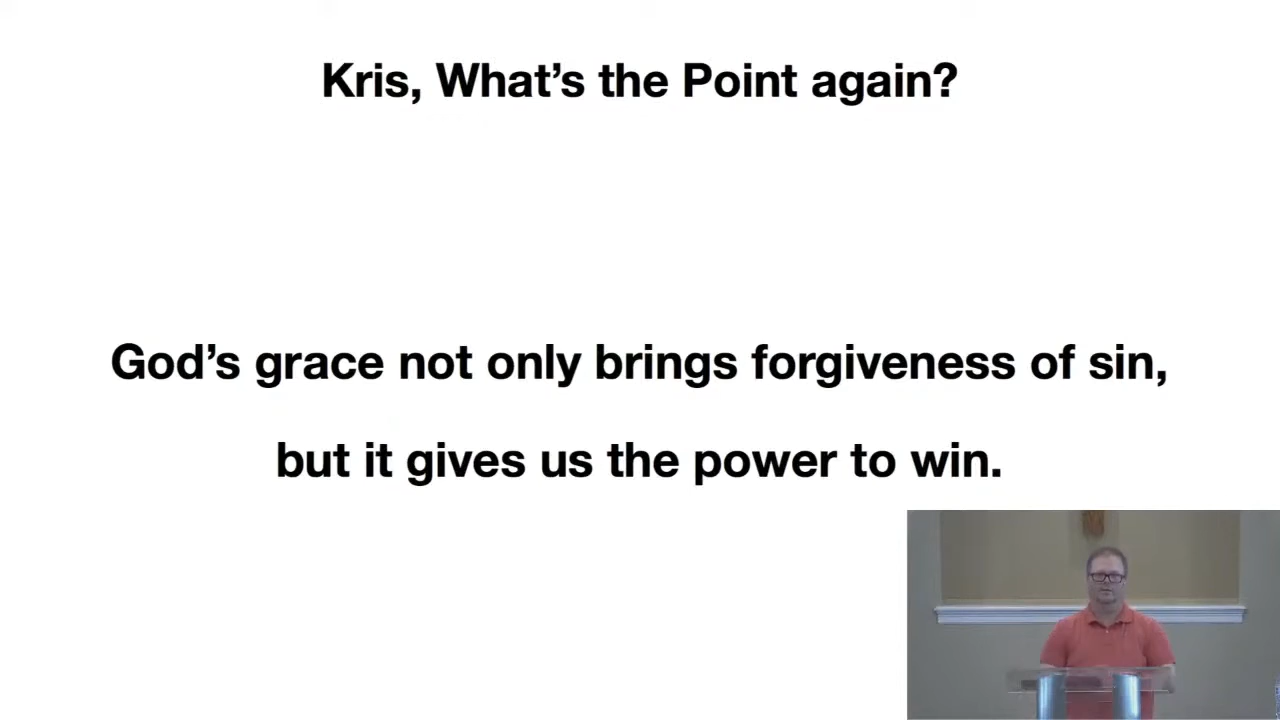 Kris, What’s the Point again?
God’s grace not only brings forgiveness of sin,
but it gives us the power to win.